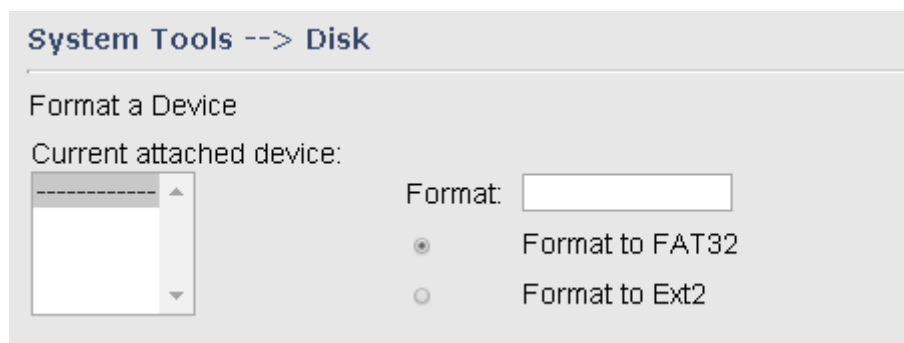 System Tools --> Disk
Format a Device
Current attached device:
------------
Format:
Format to FAT32
Format to Ext2